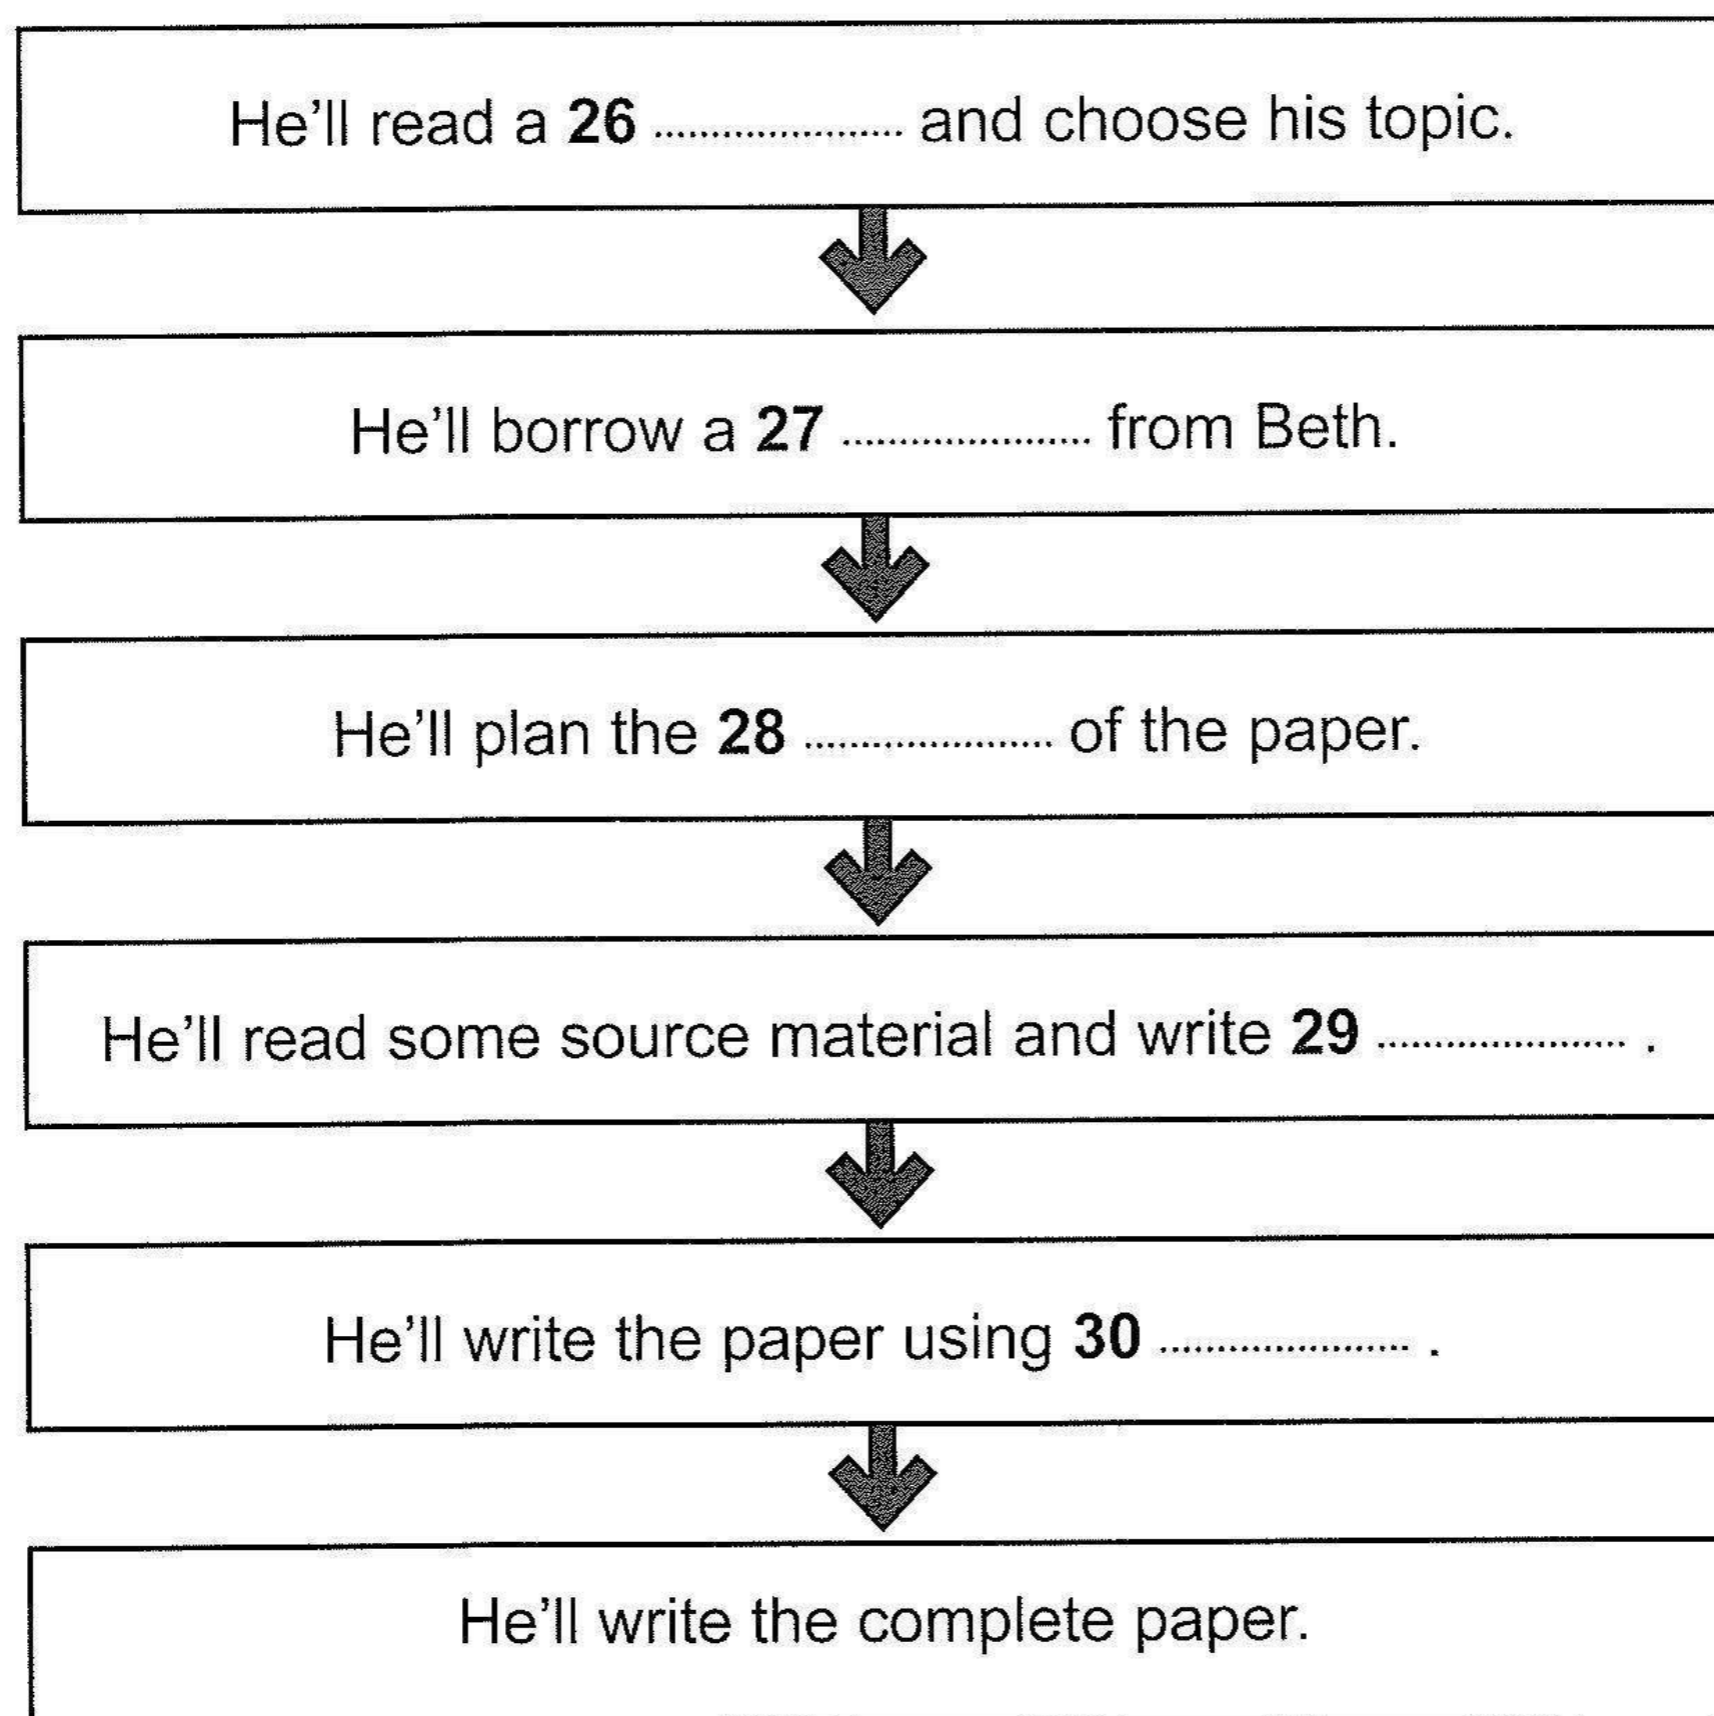 He'll read a 26 ...................... and choose his topic.
He'll borrow a 27 ...................... from Beth.
He'll plan the 28 ...................... of the paper.
He'll read some source material and write 29 ...................... .
He'll write the paper using 30 ...................... .
He'll write the complete paper.